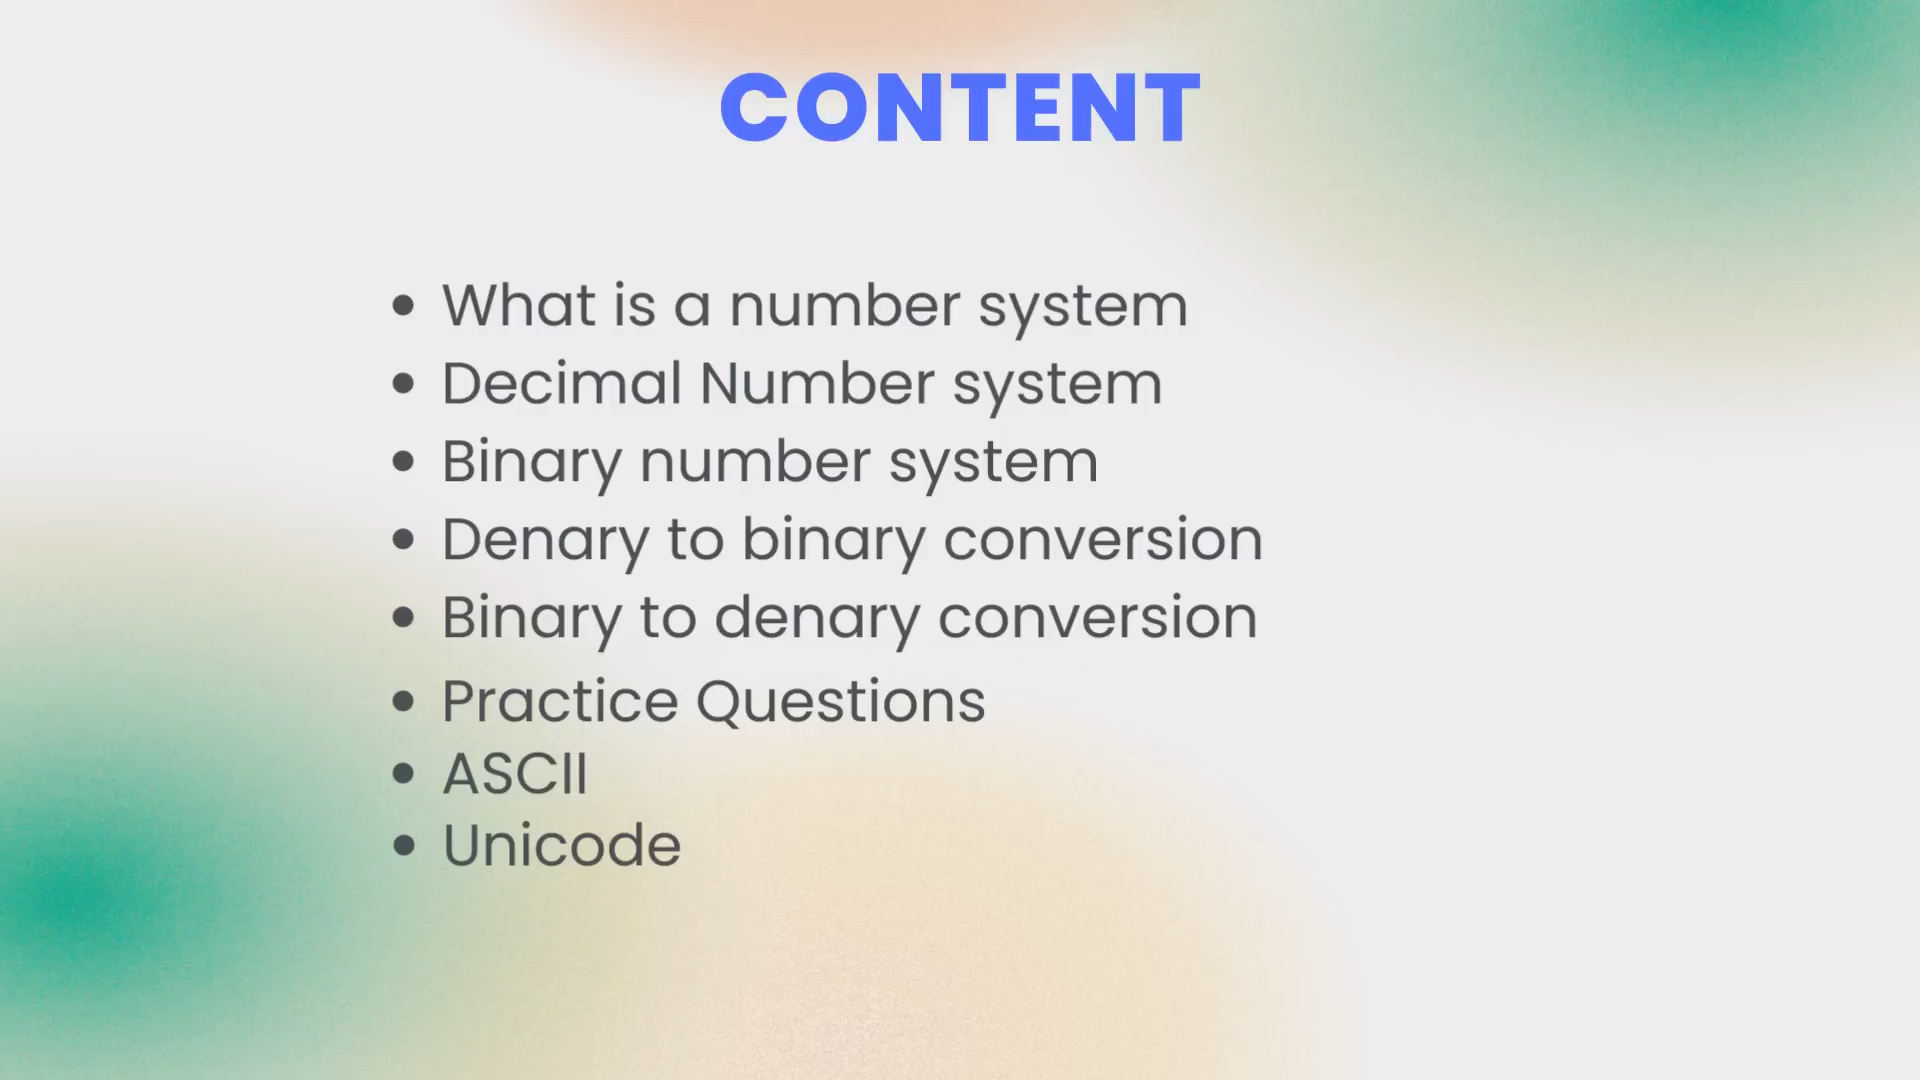 CONTENT
• What is a number system
• Decimal Number system
• Binary number system
• Denary to binary conversion
• Binary to denary conversion
• Practice Questions
• ASCII
• Unicode